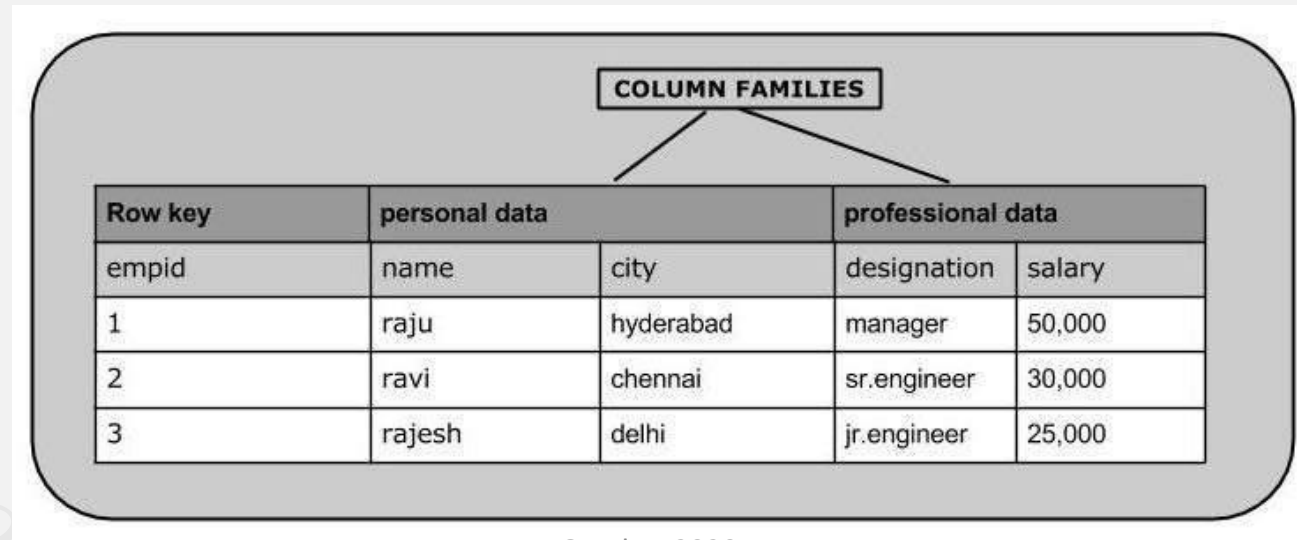 COLUMN FAMILIES
Row key personal data professional data
empid name city designation salary
1 raju hyderabad manager 50,000
2 ravi chennai sr.engineer 30,000
3 rajesh delhi jr.engineer 25,000